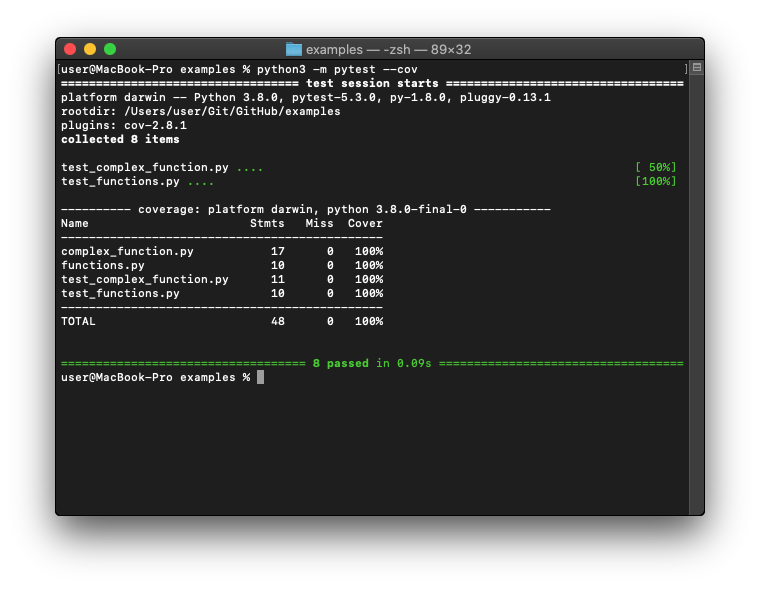 examples — -zsh — 89×32
[user@MacBook-Pro examples % python3 -m pytest --cov ]
================================== test session starts ==================================
platform darwin -- Python 3.8.0, pytest-5.3.0, py-1.8.0, pluggy-0.13.1
rootdir: /Users/user/Git/GitHub/examples
plugins: cov-2.8.1
collected 8 items
test_complex_function.py .... [ 50%]
test_functions.py .... [100%]
---------- coverage: platform darwin, python 3.8.0-final-0 -----------
Name Stmts Miss Cover
----------------------------------------------
complex_function.py 17 0 100%
functions.py 10 0 100%
test_complex_function.py 11 0 100%
test_functions.py 10 0 100%
----------------------------------------------
TOTAL 48 0 100%
=================================== 8 passed in 0.09s ===================================
user@MacBook-Pro examples %